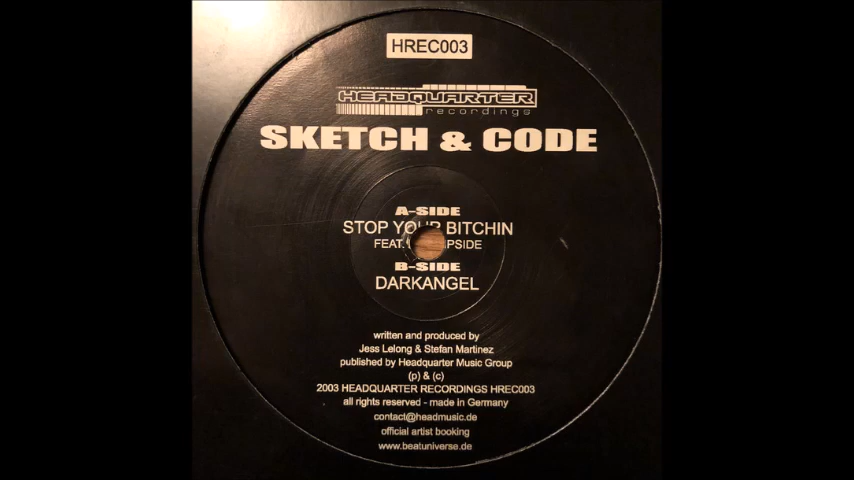 HREC003
HEADQUARTER
recordings
SKETCH & CODE
A-SIDE
STOP YOUR BITCHIN
FEAT.
B-SIDE
DARKANGEL
written and produced by
Jess Lelong & Stefan Martinez
published by Headquarter Music Group
(p) & (c)
2003 HEADQUARTER RECORDINGS HREC003
all rights reserved - made in Germany
contact@headmusic.de
official artist booking
www.beatuniverse.de